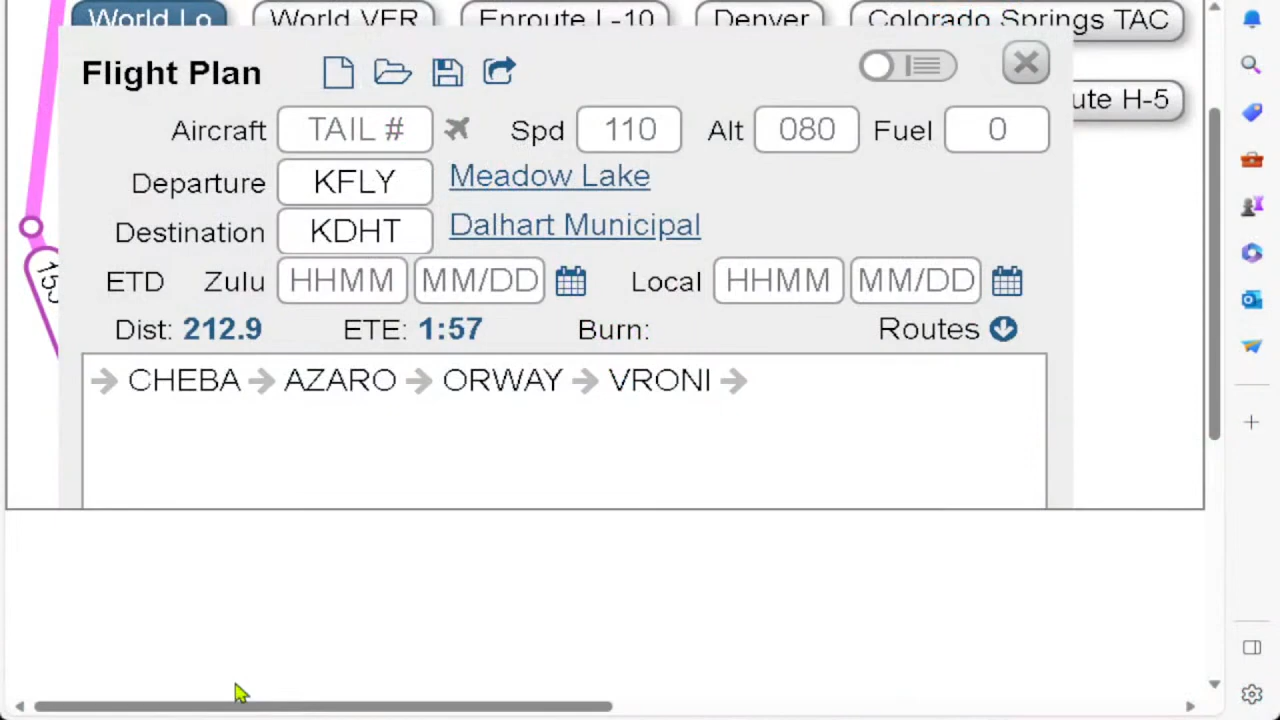 World Lo World VFR Enroute L-10 Denver Colorado Springs TAC
Flight Plan
ute H-5
Aircraft TAIL # Spd 110 Alt 080 Fuel 0
Departure KFLY Meadow Lake
Destination KDHT Dalhart Municipal
ETD Zulu HHMM MM/DD Local HHMM MM/DD
155
Dist: 212.9 ETE: 1:57 Burn: Routes
CHEBA AZARO ORWAY VRONI